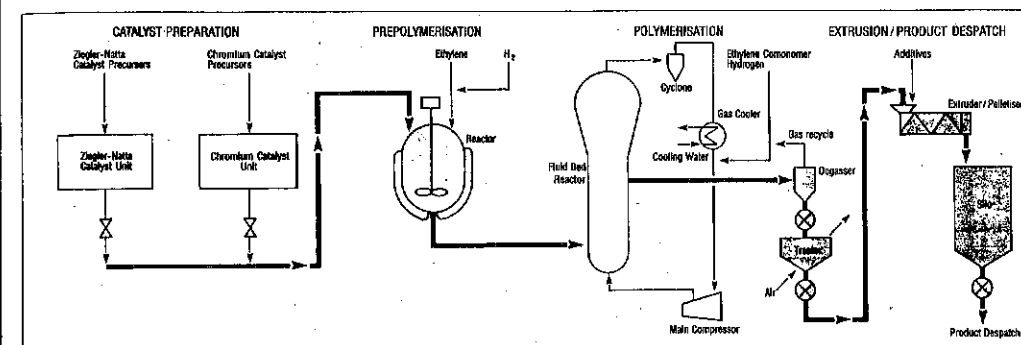 CATALYST PREPARATION
PREPOLYMERISATION
POLYMERISATION
EXTRUSION/PRODUCT DESPATCH
Ziegler-Natta
Catalyst Precursers
Chromium Catalyst
Precursors
Ethylene
H₂
Ethylene Comonomer
Hydrogen
Additives
Cyclone
Extruder/Pelletiser
Gas Cooler
Gas recycle
Reactor
Ziegler-Natta
Catalyst Unit
Chromium Catalyst
Unit
Cooling Water
Fluid Bed
Reactor
Degasser
Silo
Air
Main Compressor
Product Despatch